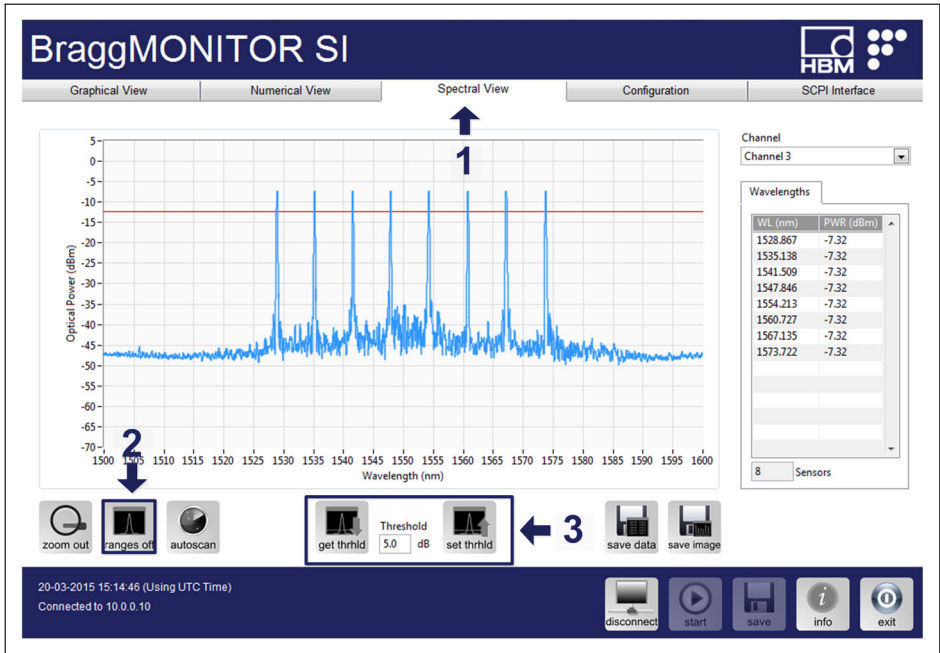 BraggMONITOR SI
HBM
Graphical View
Numerical View
Spectral View
Configuration
SCPI Interface
1
Channel
Channel 3
Wavelengths
WL (nm) PWR (dBm)
1528.867 -7.32
1535.138 -7.32
1541.509 -7.32
1547.846 -7.32
1554.213 -7.32
1560.727 -7.32
1567.135 -7.32
1573.722 -7.32
8 Sensors
Optical Power (dBm)
5
0
-5
-10
-15
-20
-25
-30
-35
-40
-45
-50
-55
-60
-65
-70
1500 1505 1510 1515 1520 1525 1530 1535 1540 1545 1550 1555 1560 1565 1570 1575 1580 1585 1590 1595 1600
Wavelength (nm)
2
zoom out
ranges off
autoscan
get thrhld
Threshold
5.0 dB
set thrhld
3
save data
save image
20-03-2015 15:14:46 (Using UTC Time)
Connected to 10.0.0.10
disconnect
start
save
info
exit